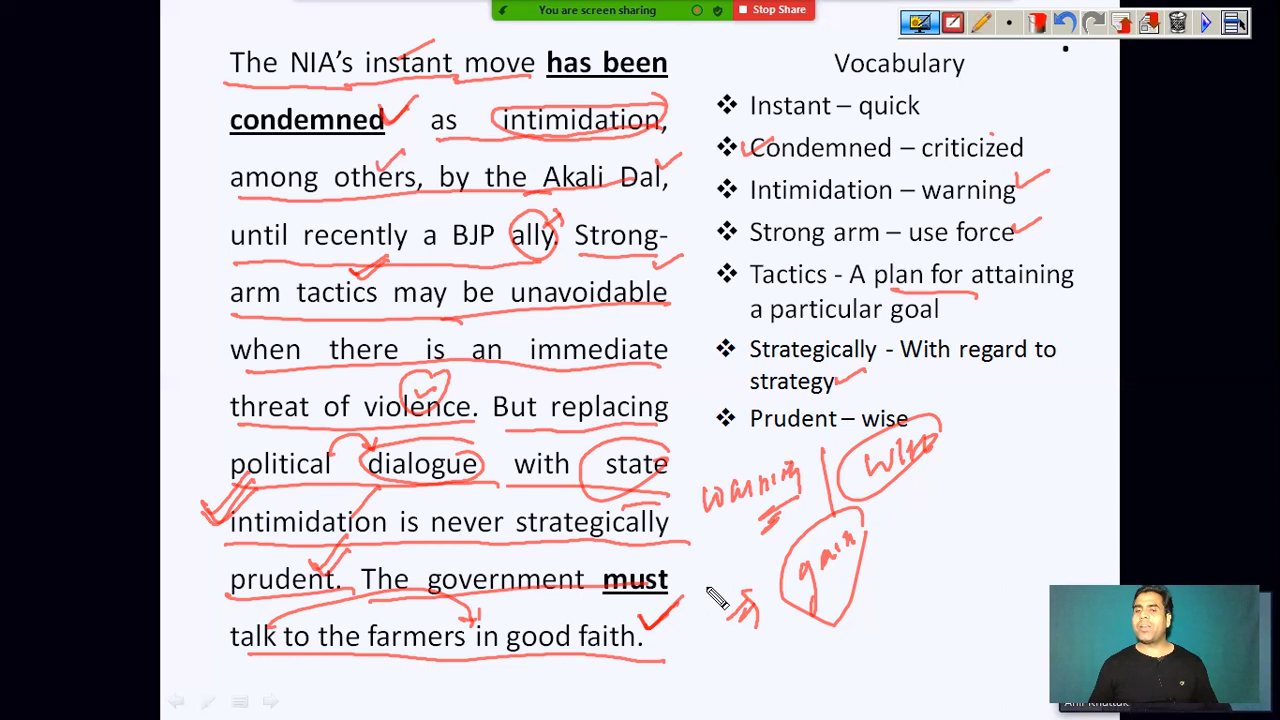 You are screen sharing
Stop Share
The NIA's instant move has been
condemned as intimidation,
among others, by the Akali Dal,
until recently a BJP ally. Strong-
arm tactics may be unavoidable
when there is an immediate
threat of violence. But replacing
political dialogue with state
intimidation is never strategically
prudent. The government must
talk to the farmers in good faith.
Vocabulary
❖ Instant – quick
❖ Condemned – criticized
❖ Intimidation – warning
❖ Strong arm – use force
❖ Tactics - A plan for attaining
a particular goal
❖ Strategically - With regard to
strategy
❖ Prudent – wise
warning
gain